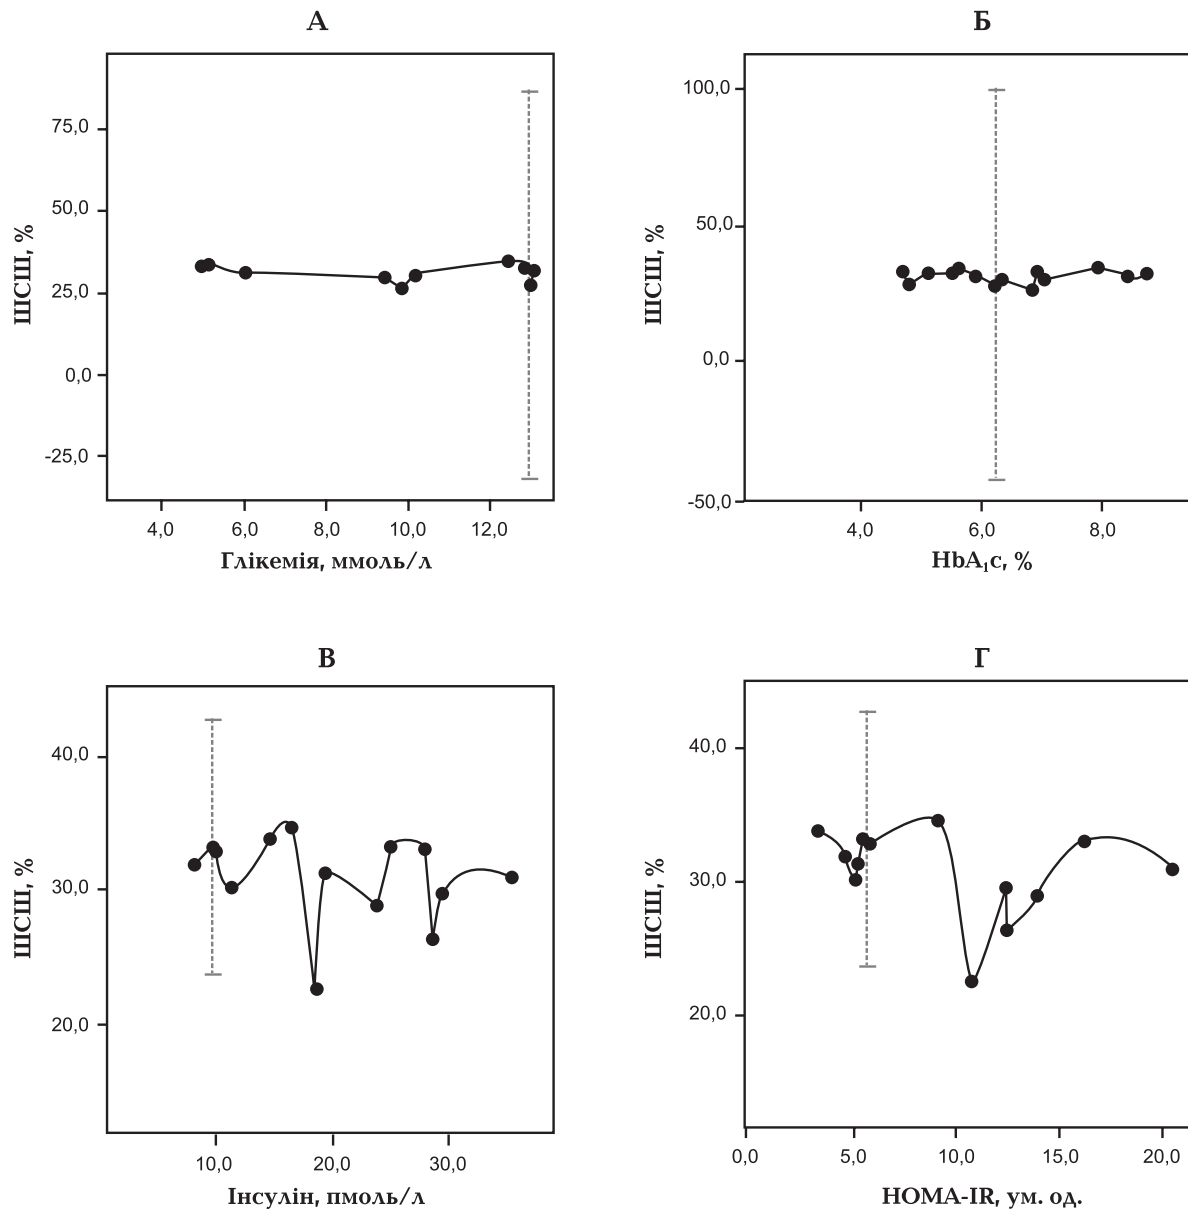 А
ШСШ, %
75,0
50,0
25,0
0,0
-25,0
4,0 6,0 8,0 10,0 12,0
Глікемія, ммоль/л
Б
ШСШ, %
100,0
50,0
0,0
-50,0
4,0 6,0 8,0
HbA₁c, %
В
ШСШ, %
40,0
30,0
20,0
10,0 20,0 30,0
Інсулін, пмоль/л
Г
ШСШ, %
40,0
30,0
20,0
0,0 5,0 10,0 15,0 20,0
HOMA-IR, ум. од.